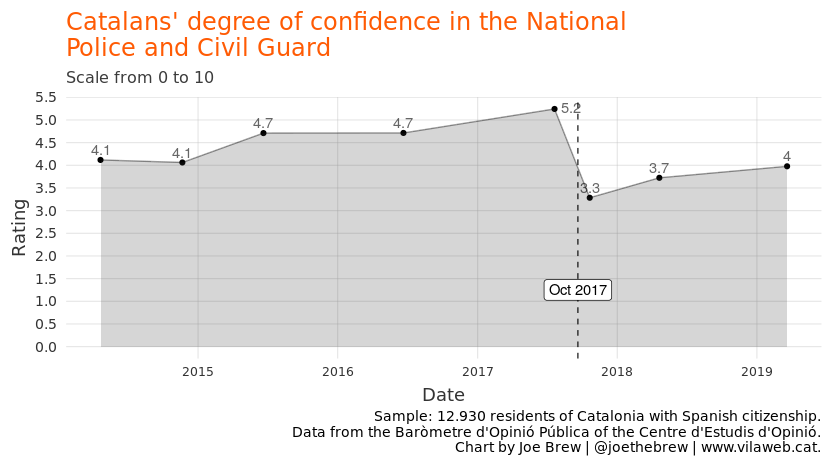 Catalans' degree of confidence in the National
Police and Civil Guard
Scale from 0 to 10
5.5
5.0
4.5
4.0
3.5
3.0
2.5
2.0
1.5
1.0
0.5
0.0
Rating
4.1
4.1
4.7
4.7
5.2
3.3
3.7
4
Oct 2017
2015
2016
2017
2018
2019
Date
Sample: 12.930 residents of Catalonia with Spanish citizenship.
Data from the Baròmetre d'Opinió Pública of the Centre d'Estudis d'Opinió.
Chart by Joe Brew | @joethebrew | www.vilaweb.cat.